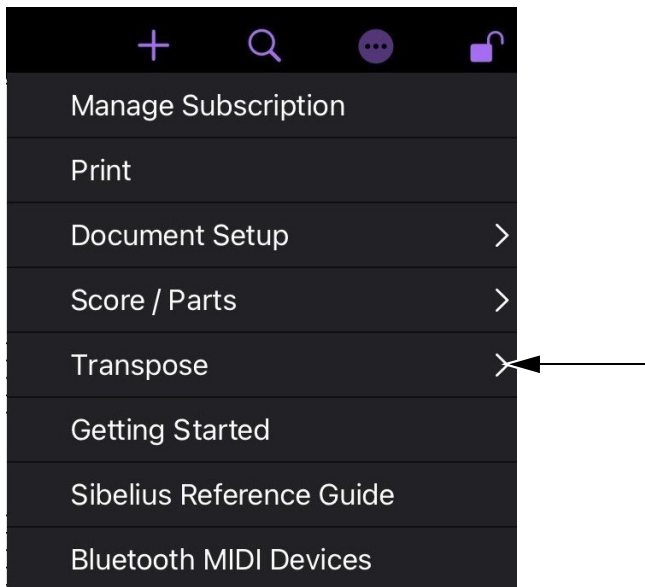 Manage Subscription
Print
Document Setup
Score / Parts
Transpose
Getting Started
Sibelius Reference Guide
Bluetooth MIDI Devices